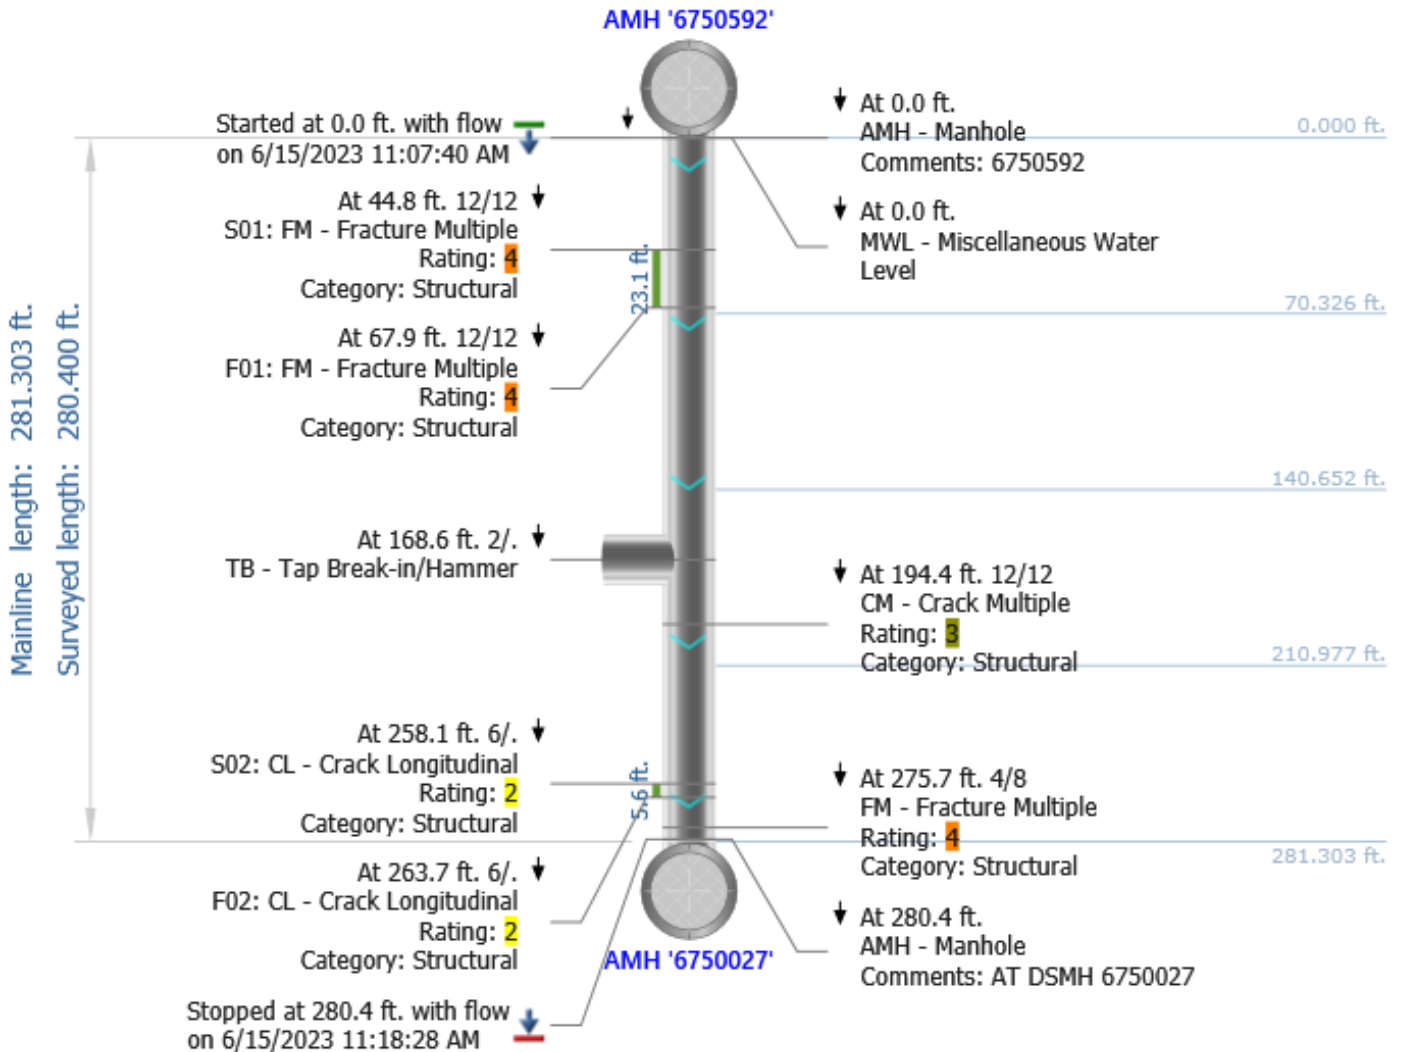 AMH '6750592'
Started at 0.0 ft. with flow
on 6/15/2023 11:07:40 AM
At 0.0 ft.
AMH - Manhole
Comments: 6750592
0.000 ft.
At 44.8 ft. 12/12
S01: FM - Fracture Multiple
Rating: 4
Category: Structural
At 0.0 ft.
MWL - Miscellaneous Water
Level
23.1 ft.
70.326 ft.
At 67.9 ft. 12/12
F01: FM - Fracture Multiple
Rating: 4
Category: Structural
Mainline length: 281.303 ft.
Surveyed length: 280.400 ft.
140.652 ft.
At 168.6 ft. 2/.
TB - Tap Break-in/Hammer
At 194.4 ft. 12/12
CM - Crack Multiple
Rating: 3
Category: Structural
210.977 ft.
At 258.1 ft. 6/.
S02: CL - Crack Longitudinal
Rating: 2
Category: Structural
5.6 ft.
At 275.7 ft. 4/8
FM - Fracture Multiple
Rating: 4
Category: Structural
281.303 ft.
At 263.7 ft. 6/.
F02: CL - Crack Longitudinal
Rating: 2
Category: Structural
At 280.4 ft.
AMH - Manhole
Comments: AT DSMH 6750027
AMH '6750027'
Stopped at 280.4 ft. with flow
on 6/15/2023 11:18:28 AM